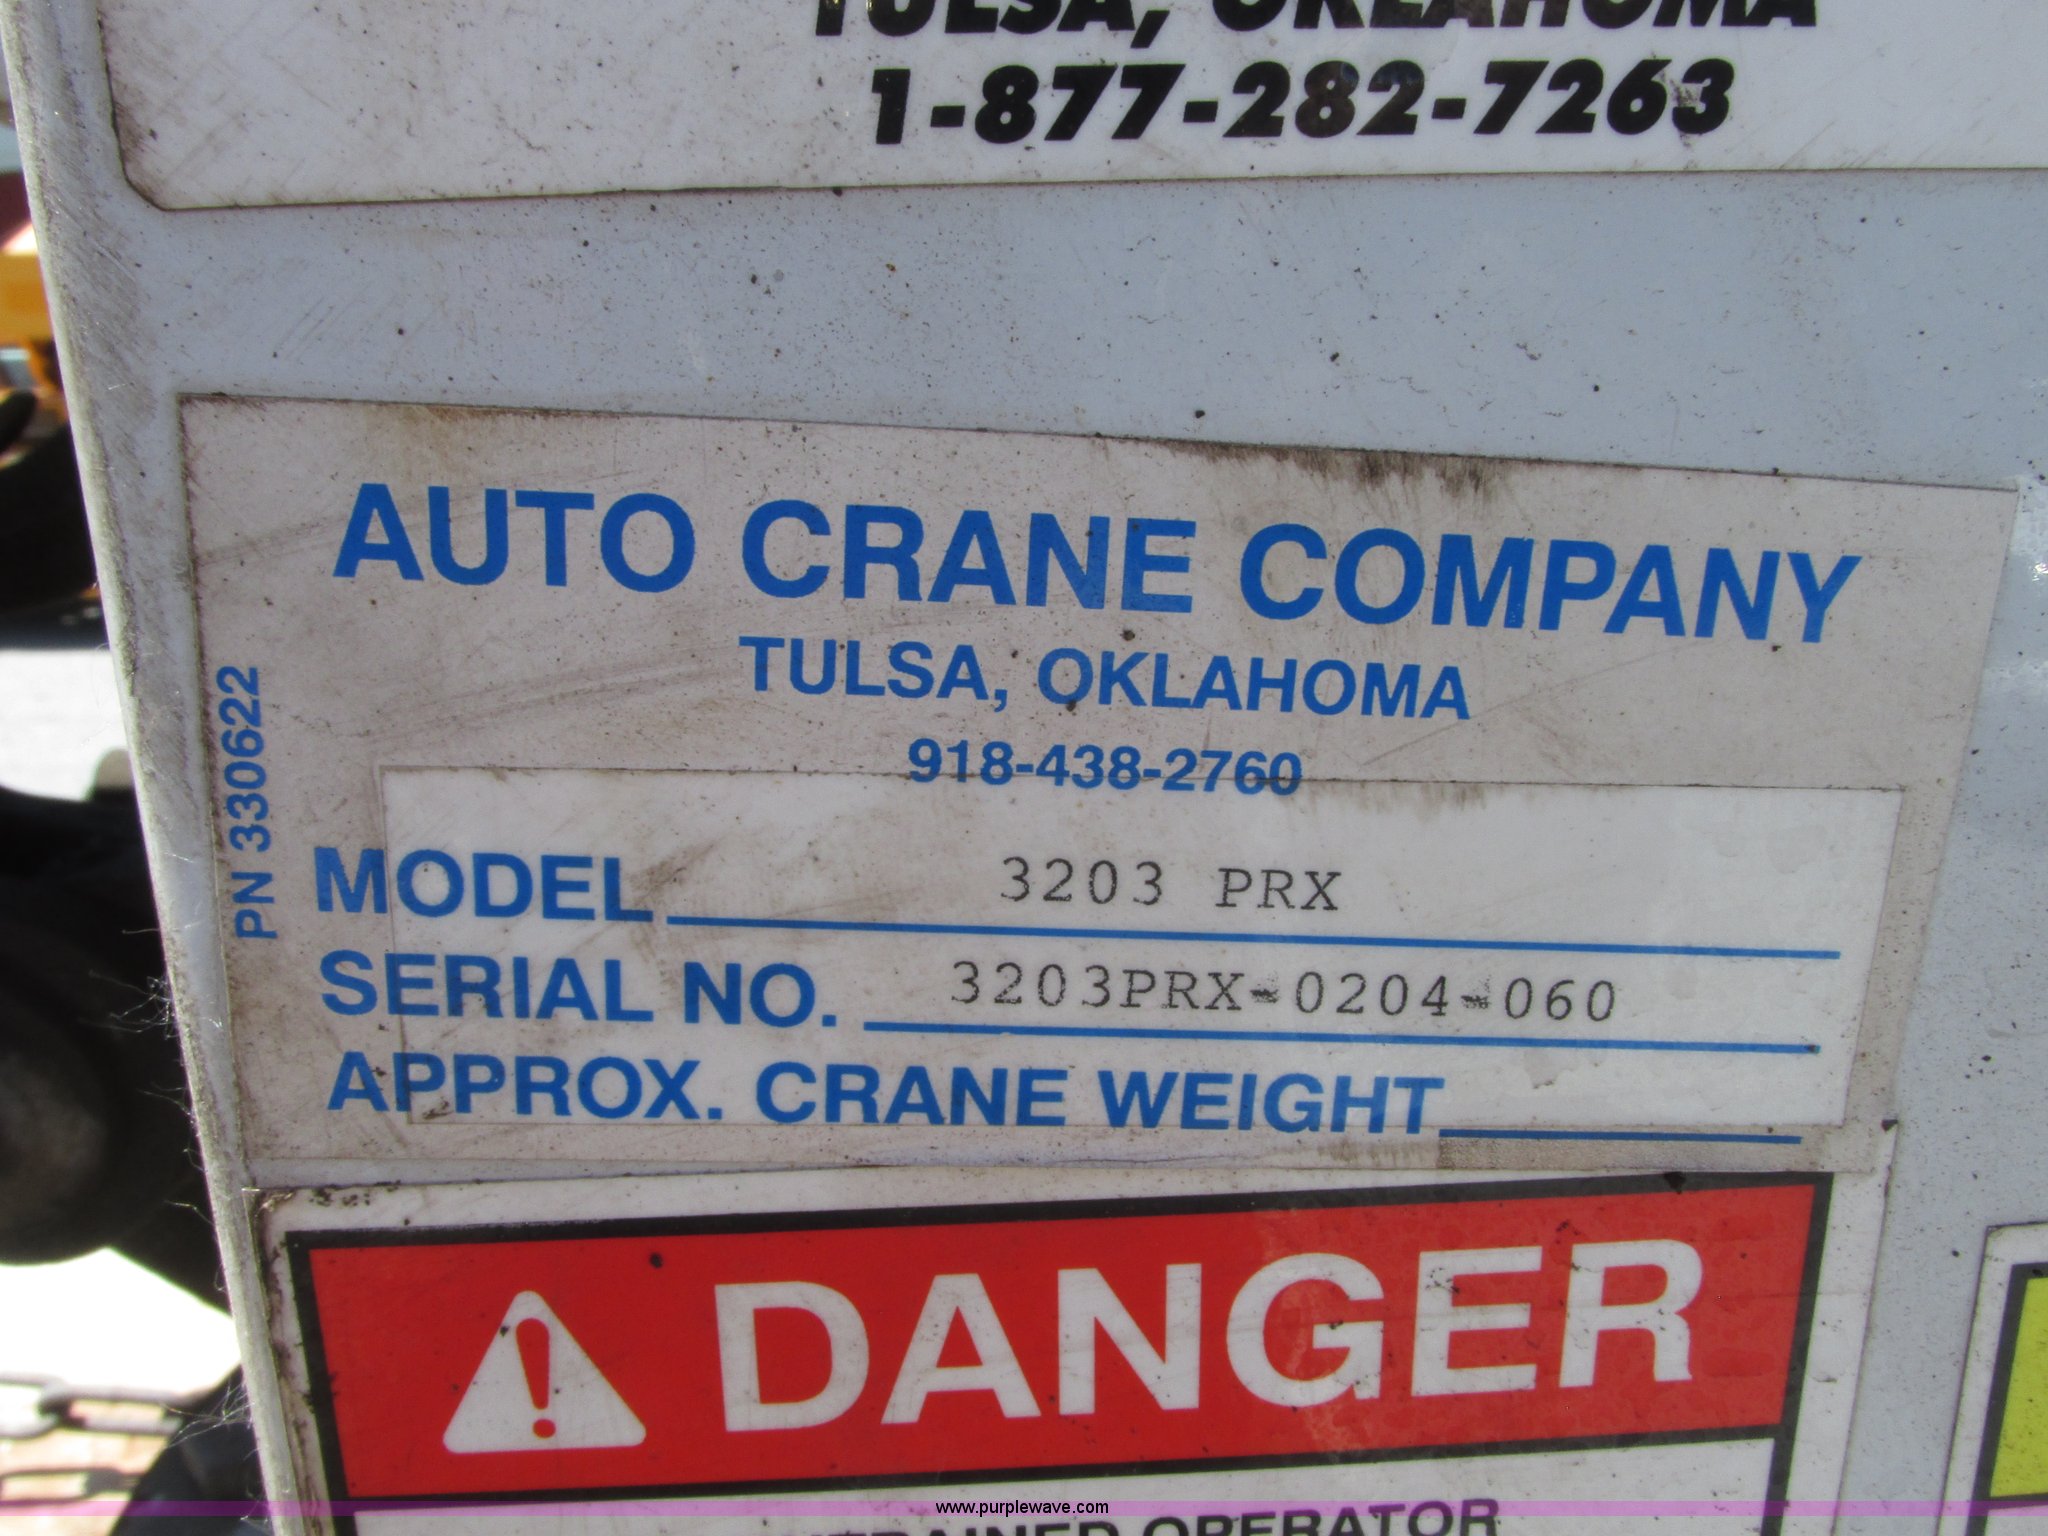 TULSA, OKLAHOMA
1-877-282-7263
AUTO CRANE COMPANY
TULSA, OKLAHOMA
918-438-2760
PN 330622
MODEL 3203 PRX
SERIAL NO. 3203PRX-0204-060
APPROX. CRANE WEIGHT
DANGER
OPERATOR
www.purplewave.com